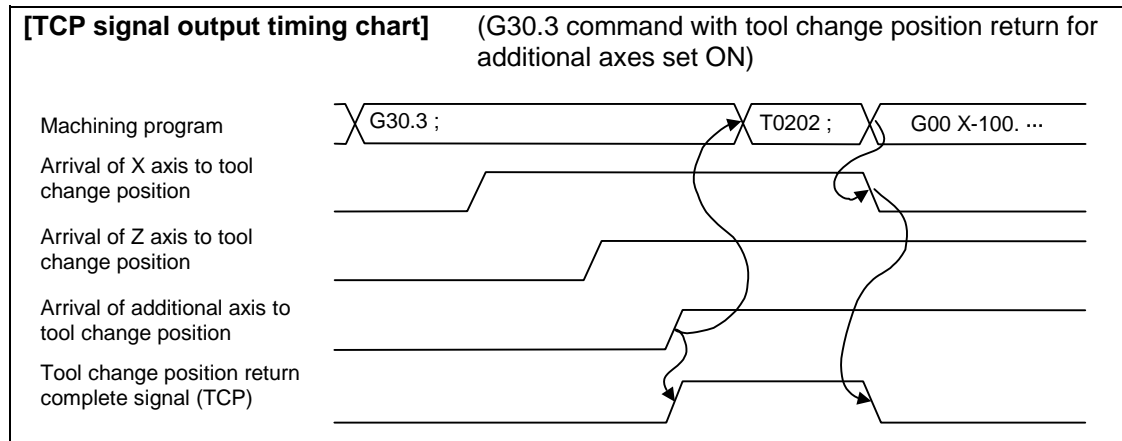 [TCP signal output timing chart] (G30.3 command with tool change position return for
additional axes set ON)
Machining program
G30.3 ;
T0202 ;
G00 X-100. ···
Arrival of X axis to tool
change position
Arrival of Z axis to tool
change position
Arrival of additional axis to
tool change position
Tool change position return
complete signal (TCP)